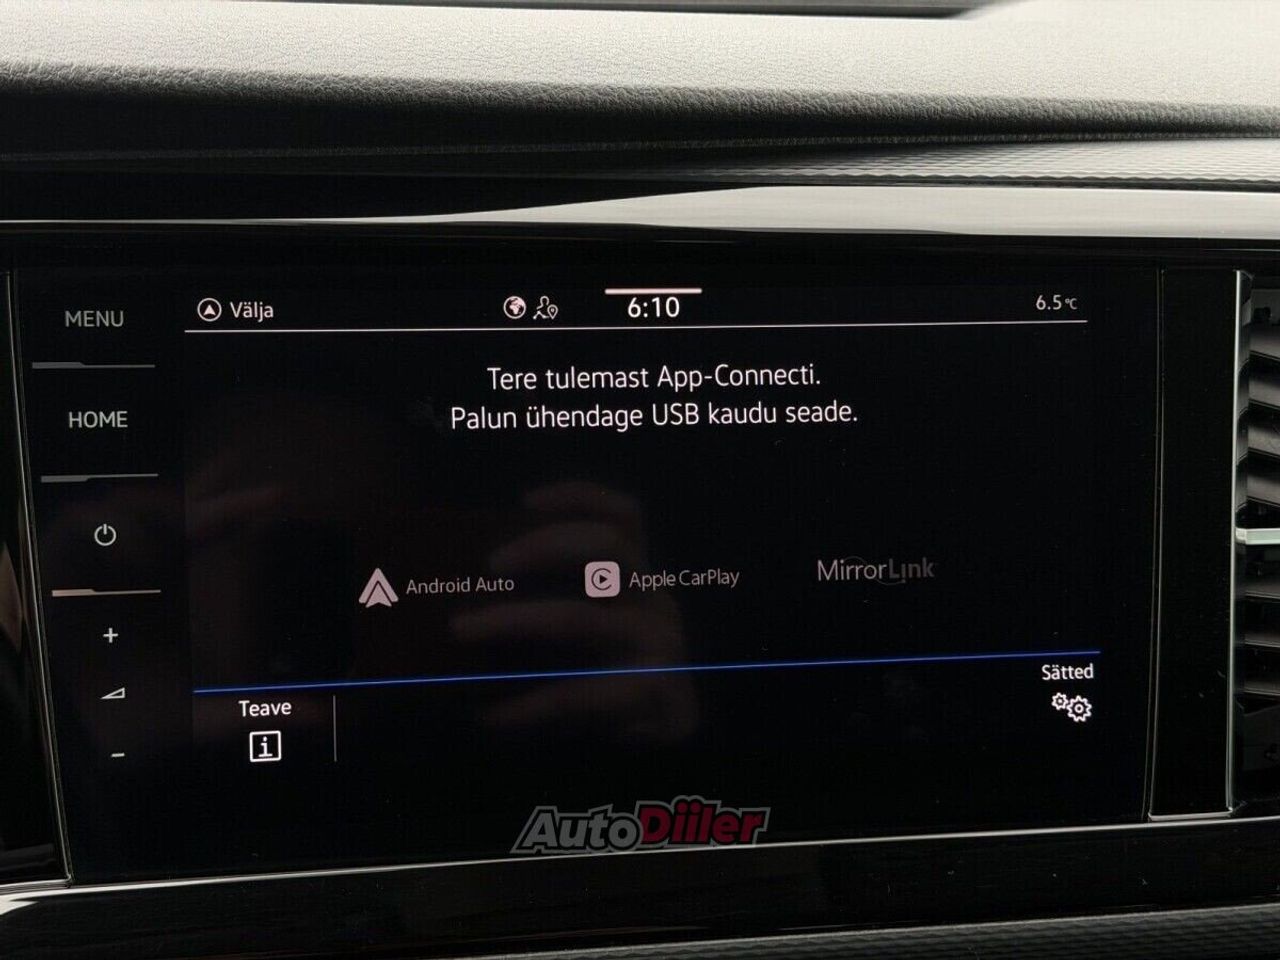 MENU
HOME
Välja
6:10
6.5°C
Tere tulemast App-Connecti.
Palun ühendage USB kaudu seade.
Android Auto
Apple CarPlay
MirrorLink
Teave
Sätted
AutoDiiler